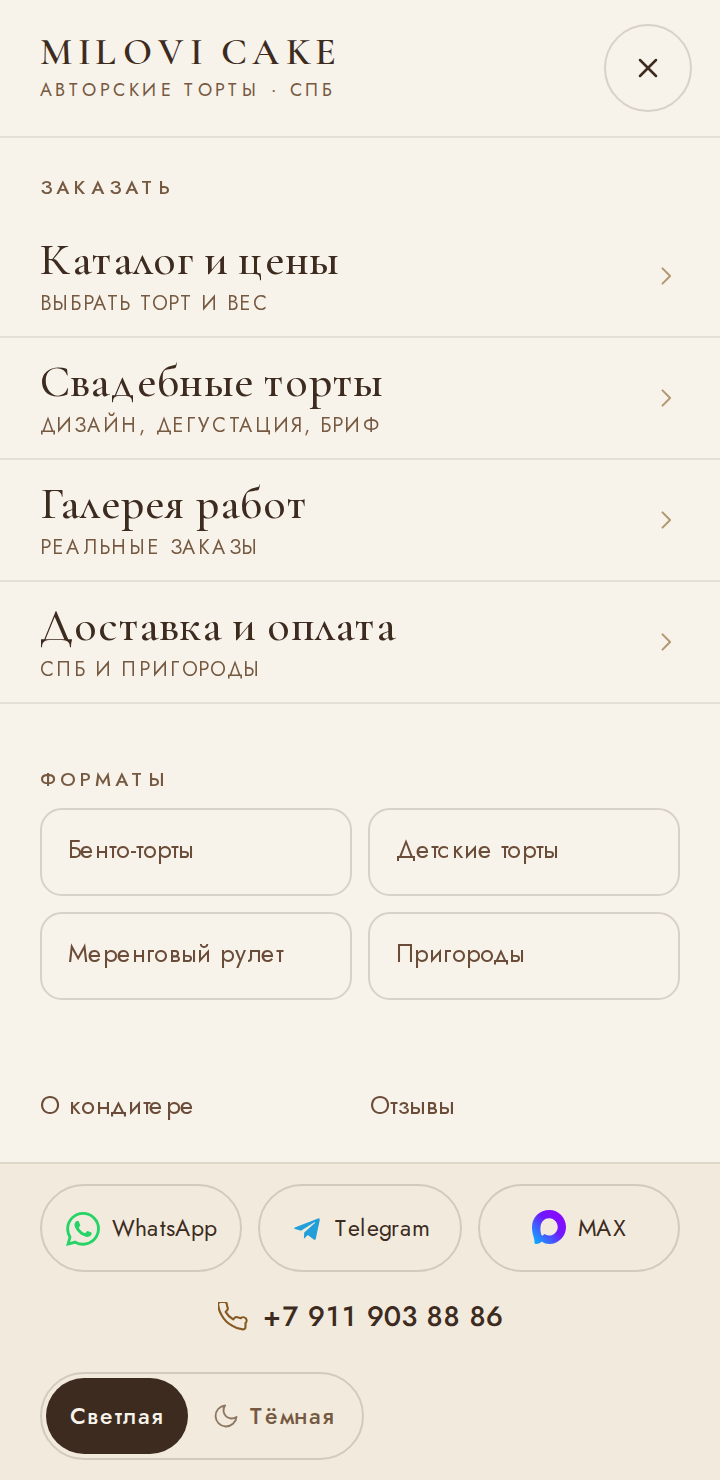 MILOVI CAKE
АВТОРСКИЕ ТОРТЫ · СПБ
ЗАКАЗАТЬ
Каталог и цены
ВЫБРАТЬ ТОРТ И ВЕС
Свадебные торты
ДИЗАЙН, ДЕГУСТАЦИЯ, БРИФ
Галерея работ
РЕАЛЬНЫЕ ЗАКАЗЫ
Доставка и оплата
СПБ И ПРИГОРОДЫ
ФОРМАТЫ
Бенто-торты
Детские торты
Меренговый рулет
Пригороды
О кондитере
Отзывы
WhatsApp
Telegram
MAX
+7 911 903 88 86
Светлая
Тёмная